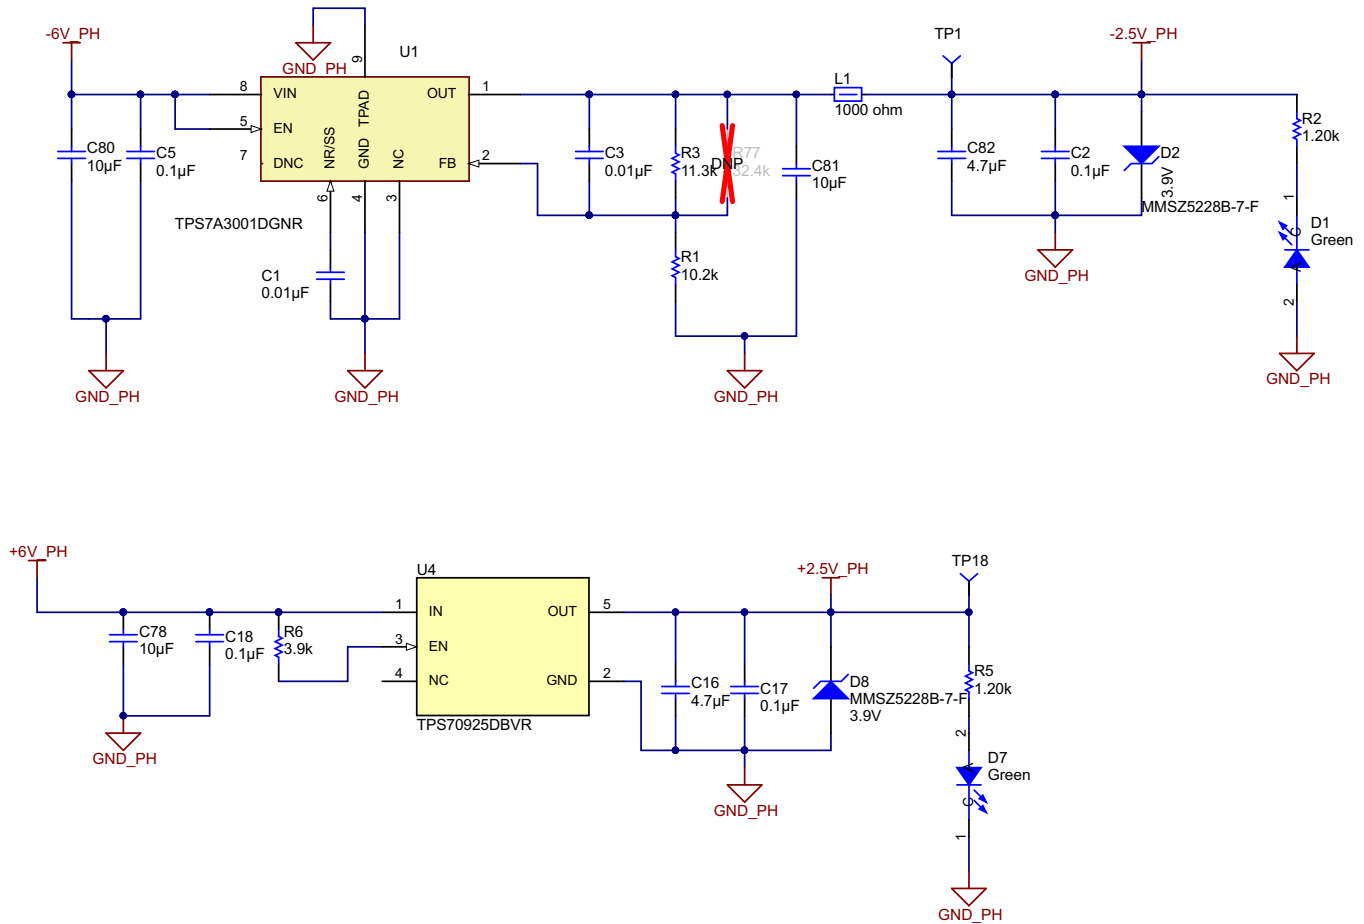 -6V_PH
GND_PH
U1
9
8
VIN
TPAD
OUT
1
5
EN
7
DNC
NR/SS
GND
NC
FB
2
6
4
3
TPS7A3001DGNR
C80
10µF
C5
0.1µF
C1
0.01µF
GND_PH
GND_PH
C3
0.01µF
R3
11.3k
DNP
R77
32.4k
C81
10µF
R1
10.2k
GND_PH
L1
1000 ohm
TP1
-2.5V_PH
C82
4.7µF
C2
0.1µF
D2
3.9V
MMSZ5228B-7-F
GND_PH
R2
1.20k
1
C
D1
Green
A
2
GND_PH
+6V_PH
C78
10µF
C18
0.1µF
R6
3.9k
GND_PH
U4
1
IN
OUT
5
3
EN
4
NC
GND
2
TPS70925DBVR
+2.5V_PH
TP18
C16
4.7µF
C17
0.1µF
D8
MMSZ5228B-7-F
3.9V
GND_PH
R5
1.20k
2
A
D7
Green
C
1
GND_PH